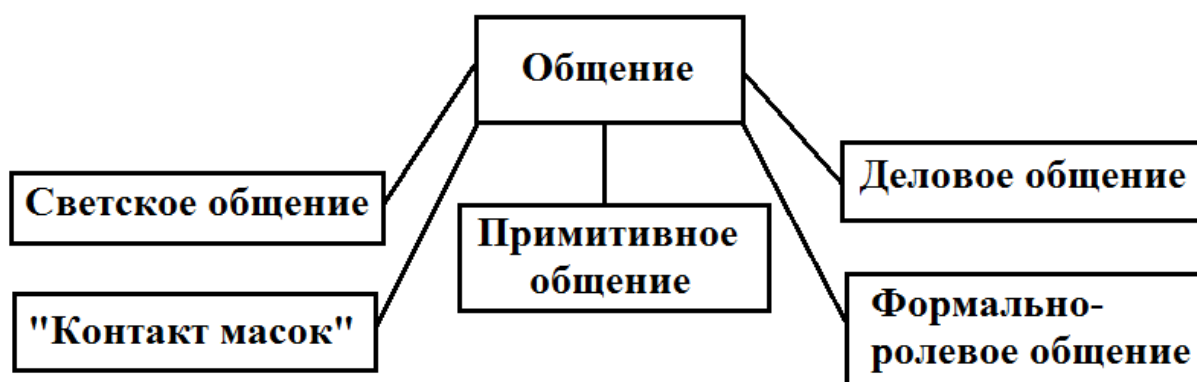 Общение
Светское общение
"Контакт масок"
Примитивное
общение
Деловое общение
Формально-
ролевое общение